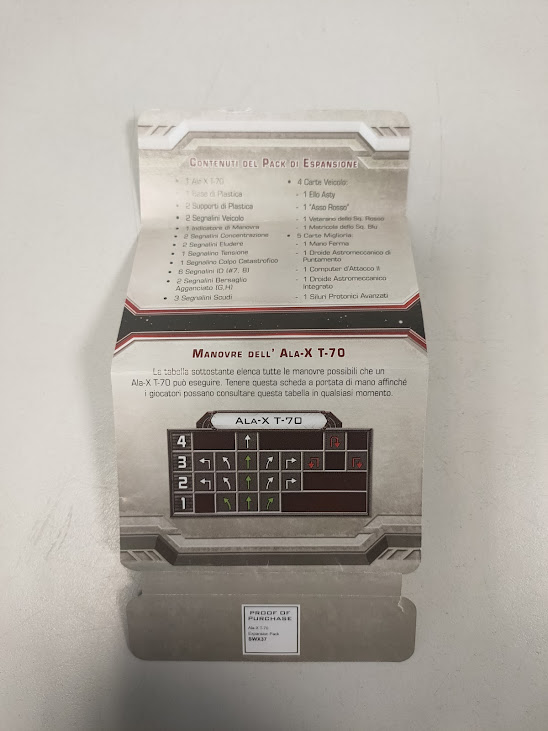 Contenuti del Pack di Espansione
• 1 Ala-X T-70
• 1 Base di Plastica
• 2 Supporti di Plastica
• 2 Segnalini Veicolo
• 1 Indicatore di Manovra
• 2 Segnalini Concentrazione
• 2 Segnalini Eludere
• 1 Segnalino Tensione
• 1 Segnalino Colpo Catastrofico
• 6 Segnalini ID (#7, 8)
• 2 Segnalini Bersaglio
Agganciato (G,H)
• 3 Segnalini Scudi
• 4 Carte Veicolo:
- 1 Ello Asty
- 1 "Asso Rosso"
- 1 Veterano dello Sq. Rosso
- 1 Matricola dello Sq. Blu
• 5 Carte Miglioria:
- 1 Mano Ferma
- 1 Droide Astromeccanico di
Puntamento
- 1 Computer d'Attacco II
- 1 Droide Astromeccanico
Integrato
- 1 Siluri Protonici Avanzati
Manovre dell' Ala-X T-70
La tabella sottostante elenca tutte le manovre possibili che un
Ala-X T-70 può eseguire. Tenere questa scheda a portata di mano affinché
i giocatori possano consultare questa tabella in qualsiasi momento.
Ala-X T-70
4
3
2
1
PROOF OF
PURCHASE
Ala-X T-70
Expansion Pack
SWX37